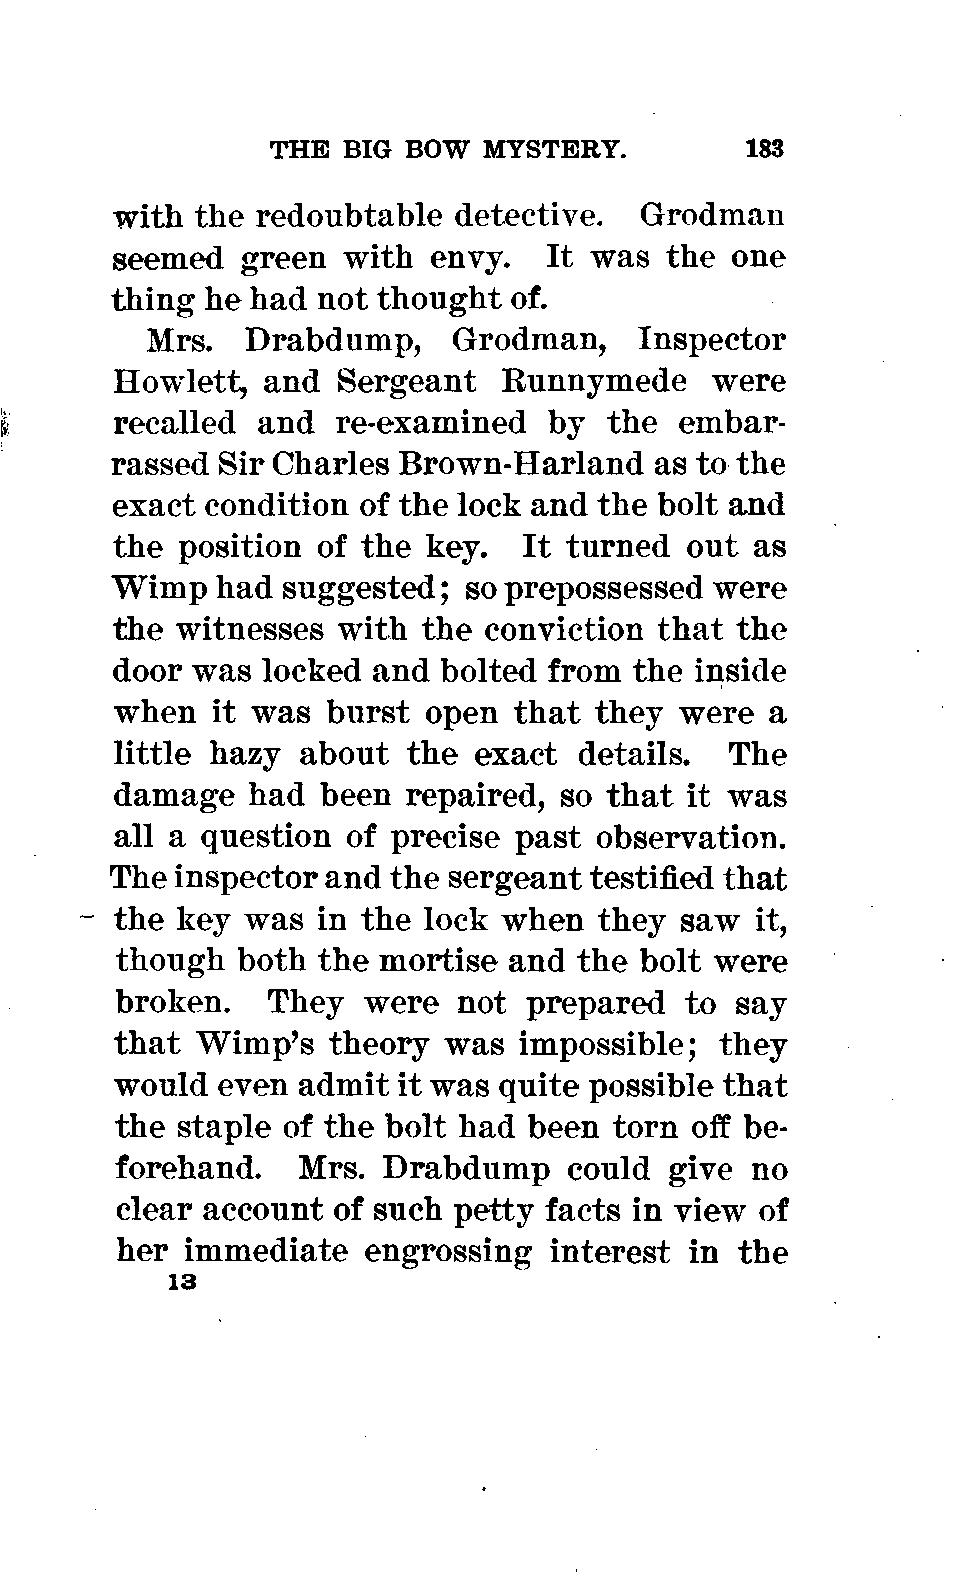 THE BIG BOW MYSTERY. 183
with the redoubtable detective. Grodman
seemed green with envy. It was the one
thing he had not thought of.
Mrs. Drabdump, Grodman, Inspector
Howlett, and Sergeant Runnymede were
recalled and re-examined by the embar-
rassed Sir Charles Brown-Harland as to the
exact condition of the lock and the bolt and
the position of the key. It turned out as
Wimp had suggested; so prepossessed were
the witnesses with the conviction that the
door was locked and bolted from the inside
when it was burst open that they were a
little hazy about the exact details. The
damage had been repaired, so that it was
all a question of precise past observation.
The inspector and the sergeant testified that
the key was in the lock when they saw it,
though both the mortise and the bolt were
broken. They were not prepared to say
that Wimp's theory was impossible; they
would even admit it was quite possible that
the staple of the bolt had been torn off be-
forehand. Mrs. Drabdump could give no
clear account of such petty facts in view of
her immediate engrossing interest in the
13